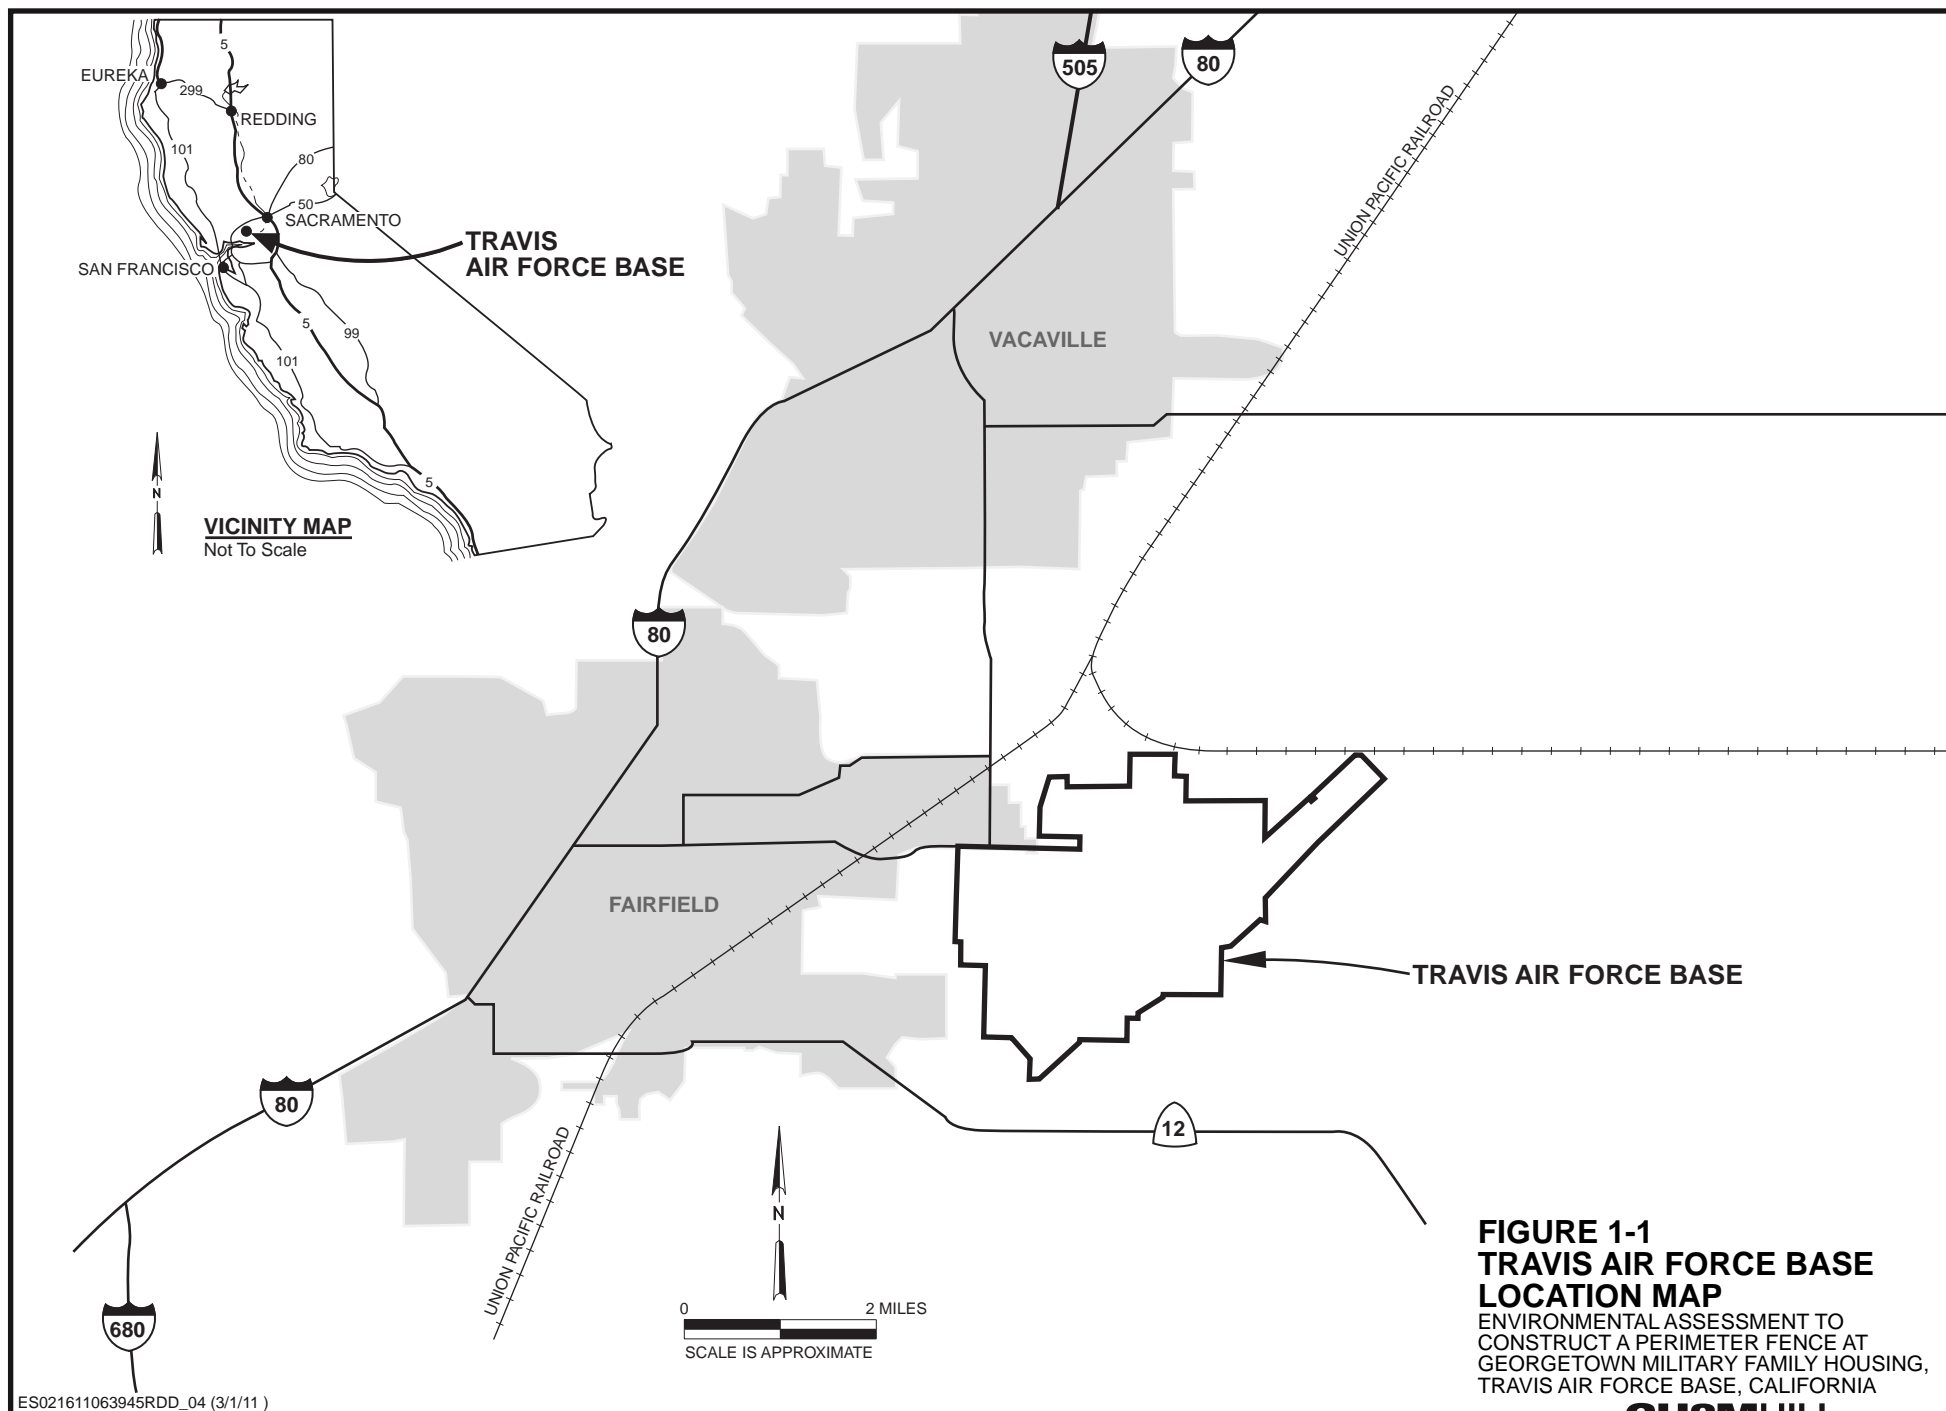 EUREKA
5
299
REDDING
101
80
50
SACRAMENTO
TRAVIS
AIR FORCE BASE
SAN FRANCISCO
5
99
101
5
N
VICINITY MAP
Not To Scale
505
80
UNION PACIFIC RAILROAD
VACAVILLE
80
FAIRFIELD
TRAVIS AIR FORCE BASE
80
12
UNION PACIFIC RAILROAD
680
N
0 2 MILES
SCALE IS APPROXIMATE
FIGURE 1-1
TRAVIS AIR FORCE BASE
LOCATION MAP
ENVIRONMENTAL ASSESSMENT TO
CONSTRUCT A PERIMETER FENCE AT
GEORGETOWN MILITARY FAMILY HOUSING,
TRAVIS AIR FORCE BASE, CALIFORNIA
ES021611063945RDD_04 (3/1/11 )